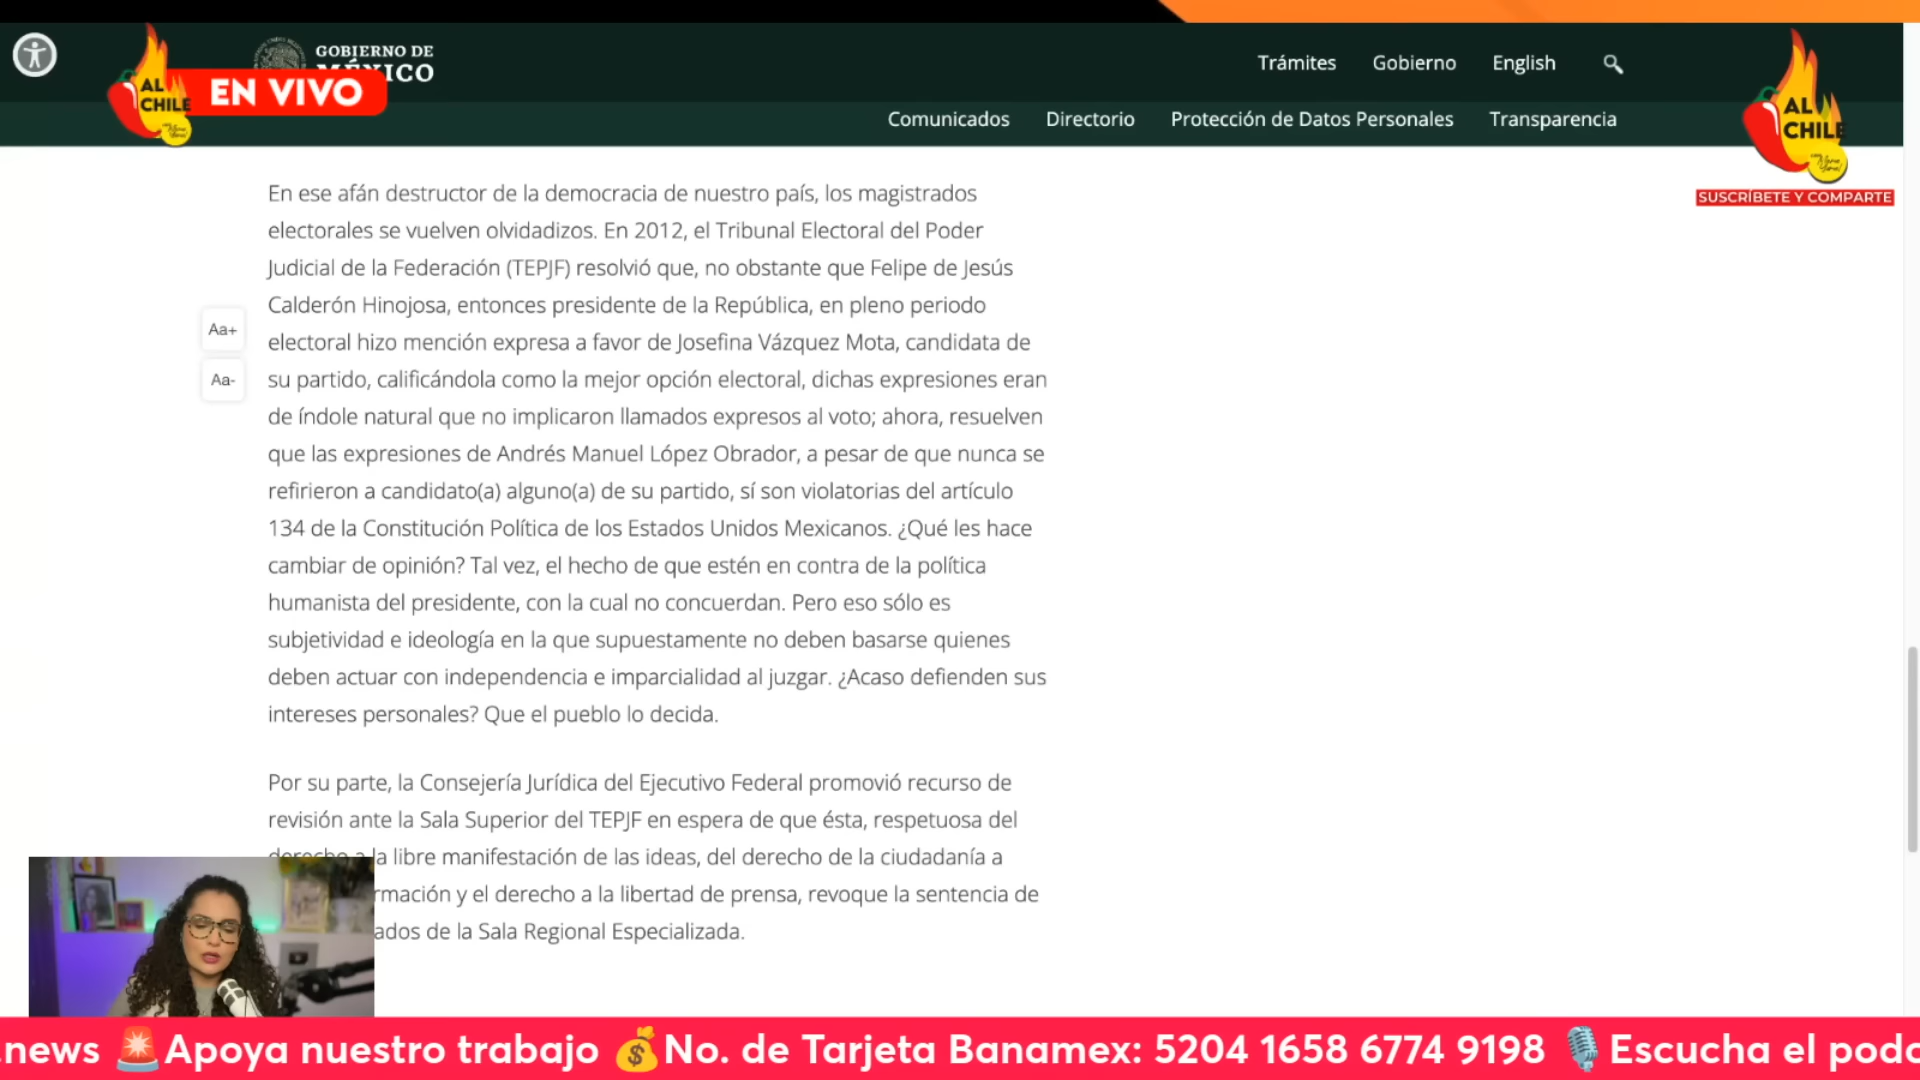 GOBIERNO DE
MÉXICO
AL
CHILE
EN VIVO
Trámites Gobierno English
Comunicados Directorio Protección de Datos Personales Transparencia
AL
CHILE
SUSCRÍBETE Y COMPARTE
En ese afán destructor de la democracia de nuestro país, los magistrados
electorales se vuelven olvidadizos. En 2012, el Tribunal Electoral del Poder
Judicial de la Federación (TEPJF) resolvió que, no obstante que Felipe de Jesús
Calderón Hinojosa, entonces presidente de la República, en pleno periodo
electoral hizo mención expresa a favor de Josefina Vázquez Mota, candidata de
su partido, calificándola como la mejor opción electoral, dichas expresiones eran
de índole natural que no implicaron llamados expresos al voto; ahora, resuelven
que las expresiones de Andrés Manuel López Obrador, a pesar de que nunca se
refirieron a candidato(a) alguno(a) de su partido, sí son violatorias del artículo
134 de la Constitución Política de los Estados Unidos Mexicanos. ¿Qué les hace
cambiar de opinión? Tal vez, el hecho de que estén en contra de la política
humanista del presidente, con la cual no concuerdan. Pero eso sólo es
subjetividad e ideología en la que supuestamente no deben basarse quienes
deben actuar con independencia e imparcialidad al juzgar. ¿Acaso defienden sus
intereses personales? Que el pueblo lo decida.
Aa+
Aa-
Por su parte, la Consejería Jurídica del Ejecutivo Federal promovió recurso de
revisión ante la Sala Superior del TEPJF en espera de que ésta, respetuosa del
derecho a la libre manifestación de las ideas, del derecho de la ciudadanía a
rmación y el derecho a la libertad de prensa, revoque la sentencia de
ados de la Sala Regional Especializada.
.news 🚨Apoya nuestro trabajo 💰No. de Tarjeta Banamex: 5204 1658 6774 9198 🎙️Escucha el podc